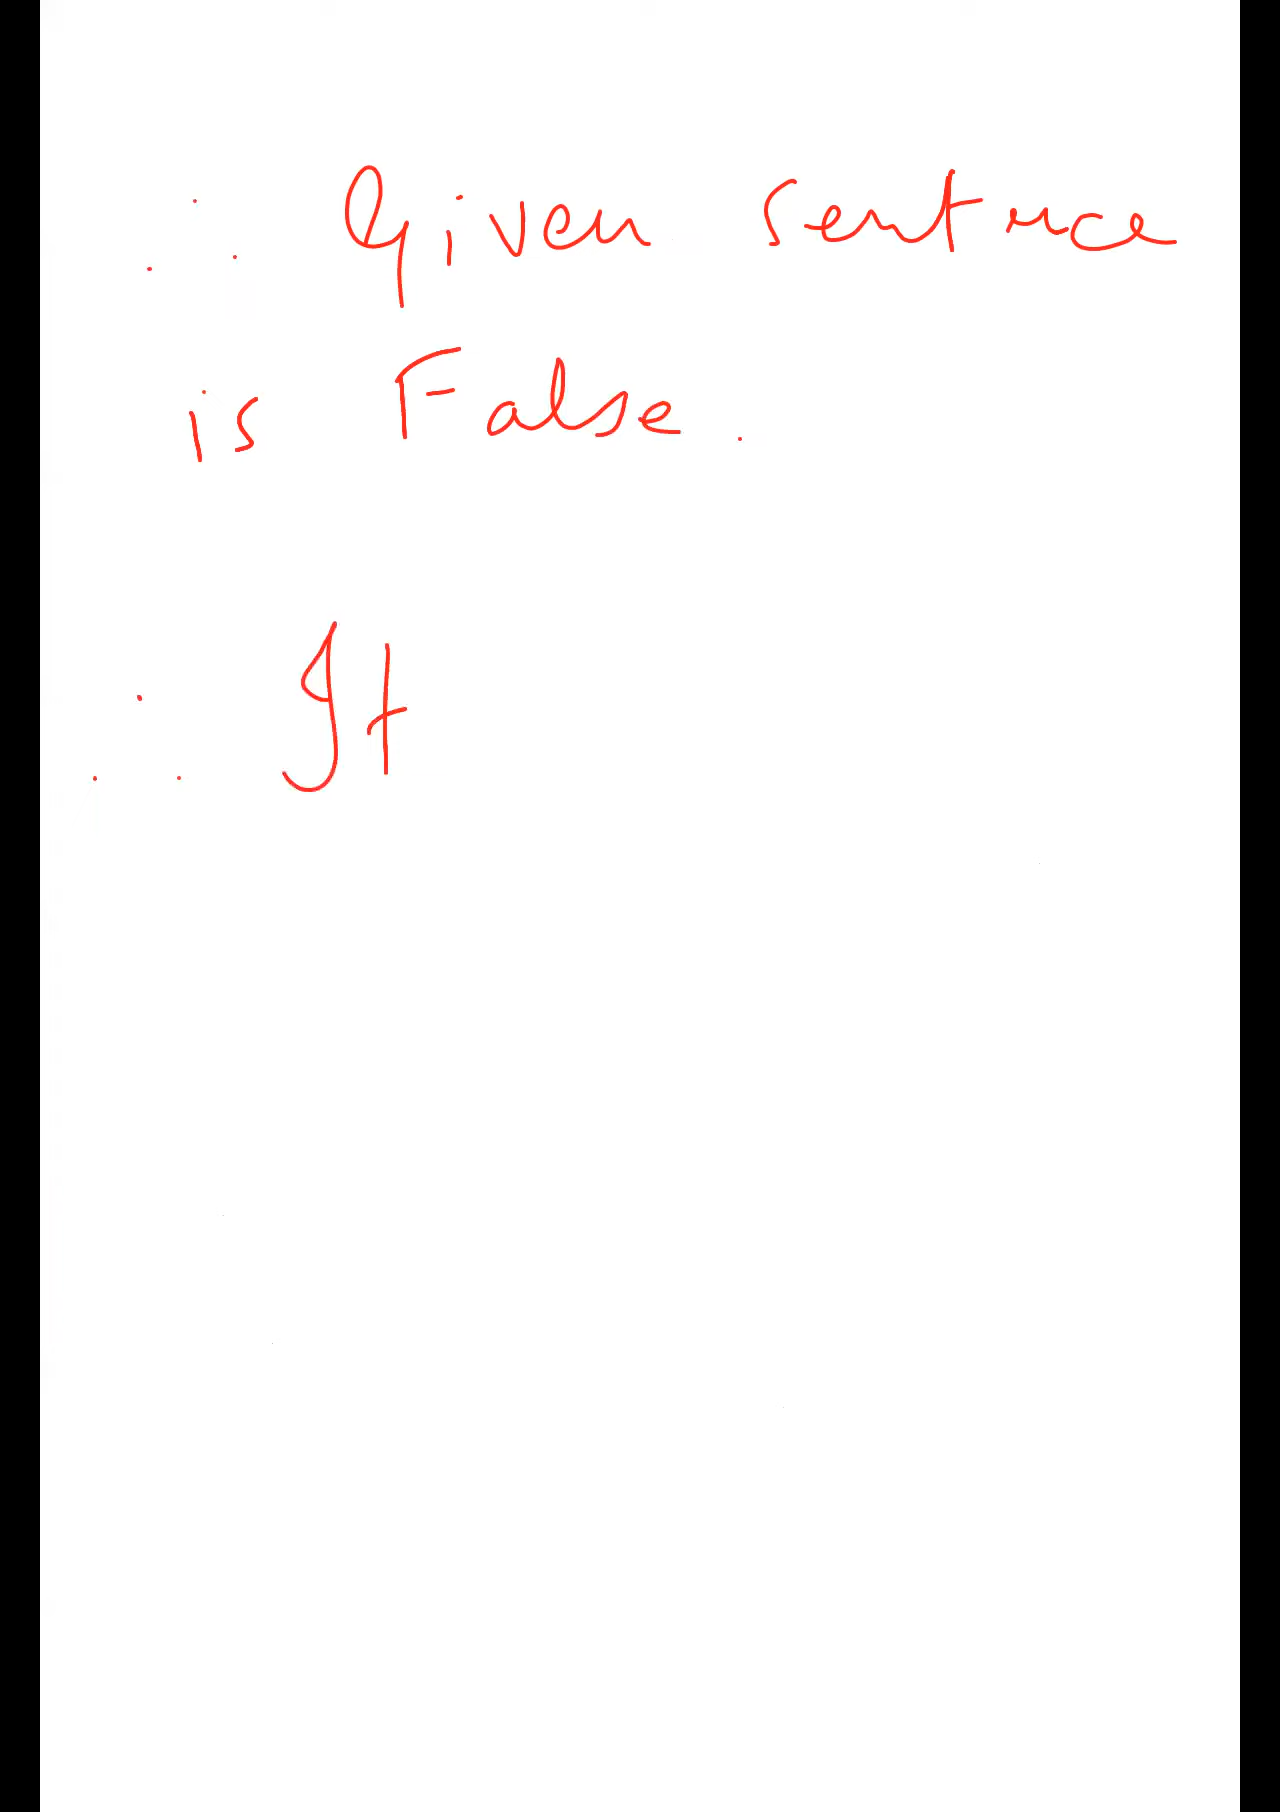 ∴ Given sentence
is False.
∴ It